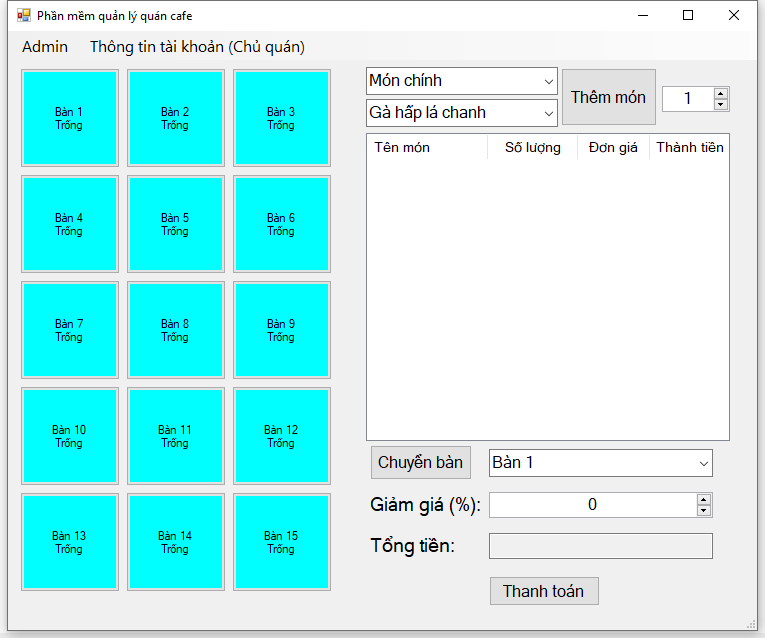 Phần mềm quản lý quán cafe
Admin Thông tin tài khoản (Chủ quán)
Bàn 1
Trống
Bàn 2
Trống
Bàn 3
Trống
Bàn 4
Trống
Bàn 5
Trống
Bàn 6
Trống
Bàn 7
Trống
Bàn 8
Trống
Bàn 9
Trống
Bàn 10
Trống
Bàn 11
Trống
Bàn 12
Trống
Bàn 13
Trống
Bàn 14
Trống
Bàn 15
Trống
Món chính
Gà hấp lá chanh
Thêm món
1
Tên món Số lượng Đơn giá Thành tiền
Chuyển bàn Bàn 1
Giảm giá (%): 0
Tổng tiền:
Thanh toán